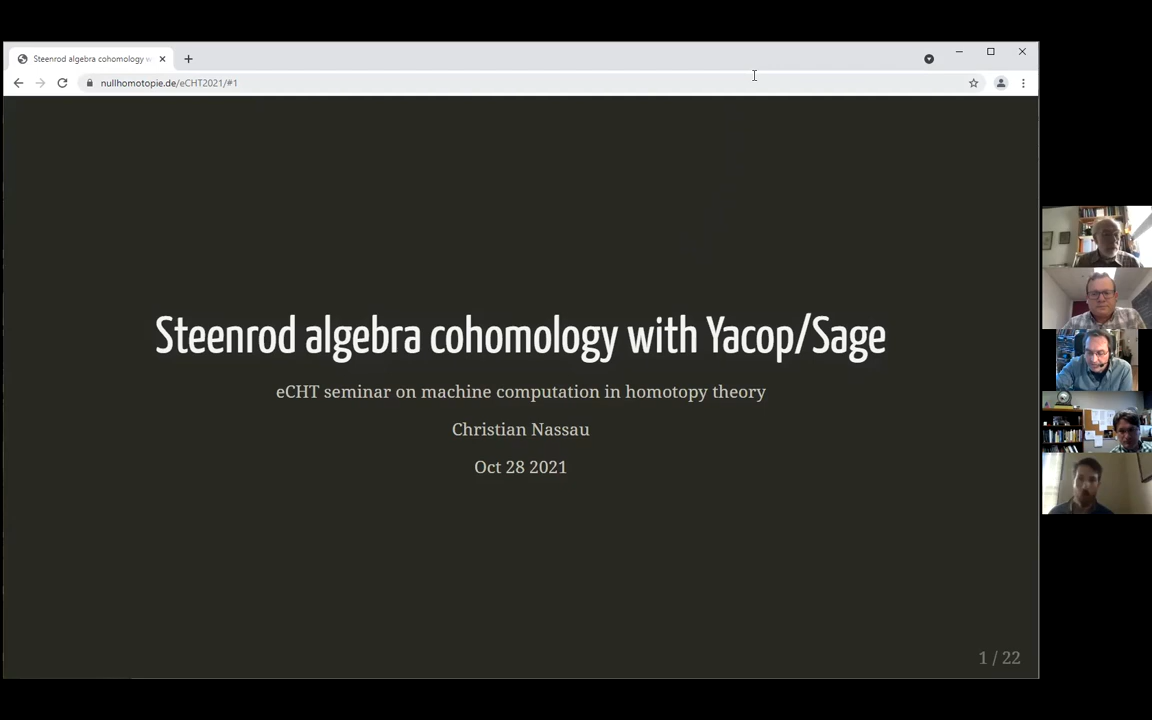 Steenrod algebra cohomology w
nullhomotopie.de/eCHT2021/#1
Steenrod algebra cohomology with Yacop/Sage
eCHT seminar on machine computation in homotopy theory
Christian Nassau
Oct 28 2021
1 / 22